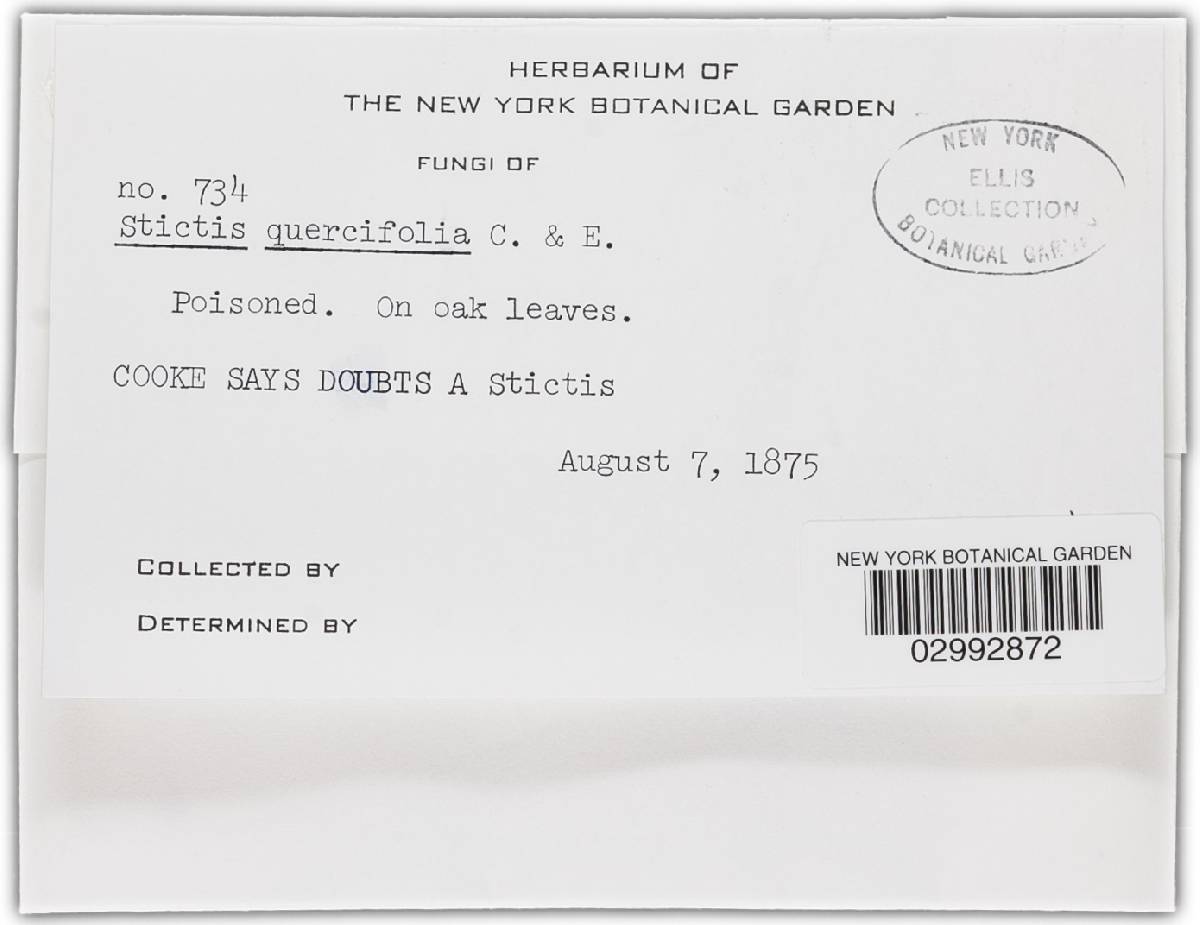 HERBARIUM OF
THE NEW YORK BOTANICAL GARDEN
FUNGI OF
NEW YORK
ELLIS
COLLECTION
BOTANICAL GARDEN
no. 734
Stictis quercifolia C. & E.
Poisoned. On oak leaves.
COOKE SAYS DOUBTS A Stictis
August 7, 1875
COLLECTED BY
DETERMINED BY
NEW YORK BOTANICAL GARDEN
02992872